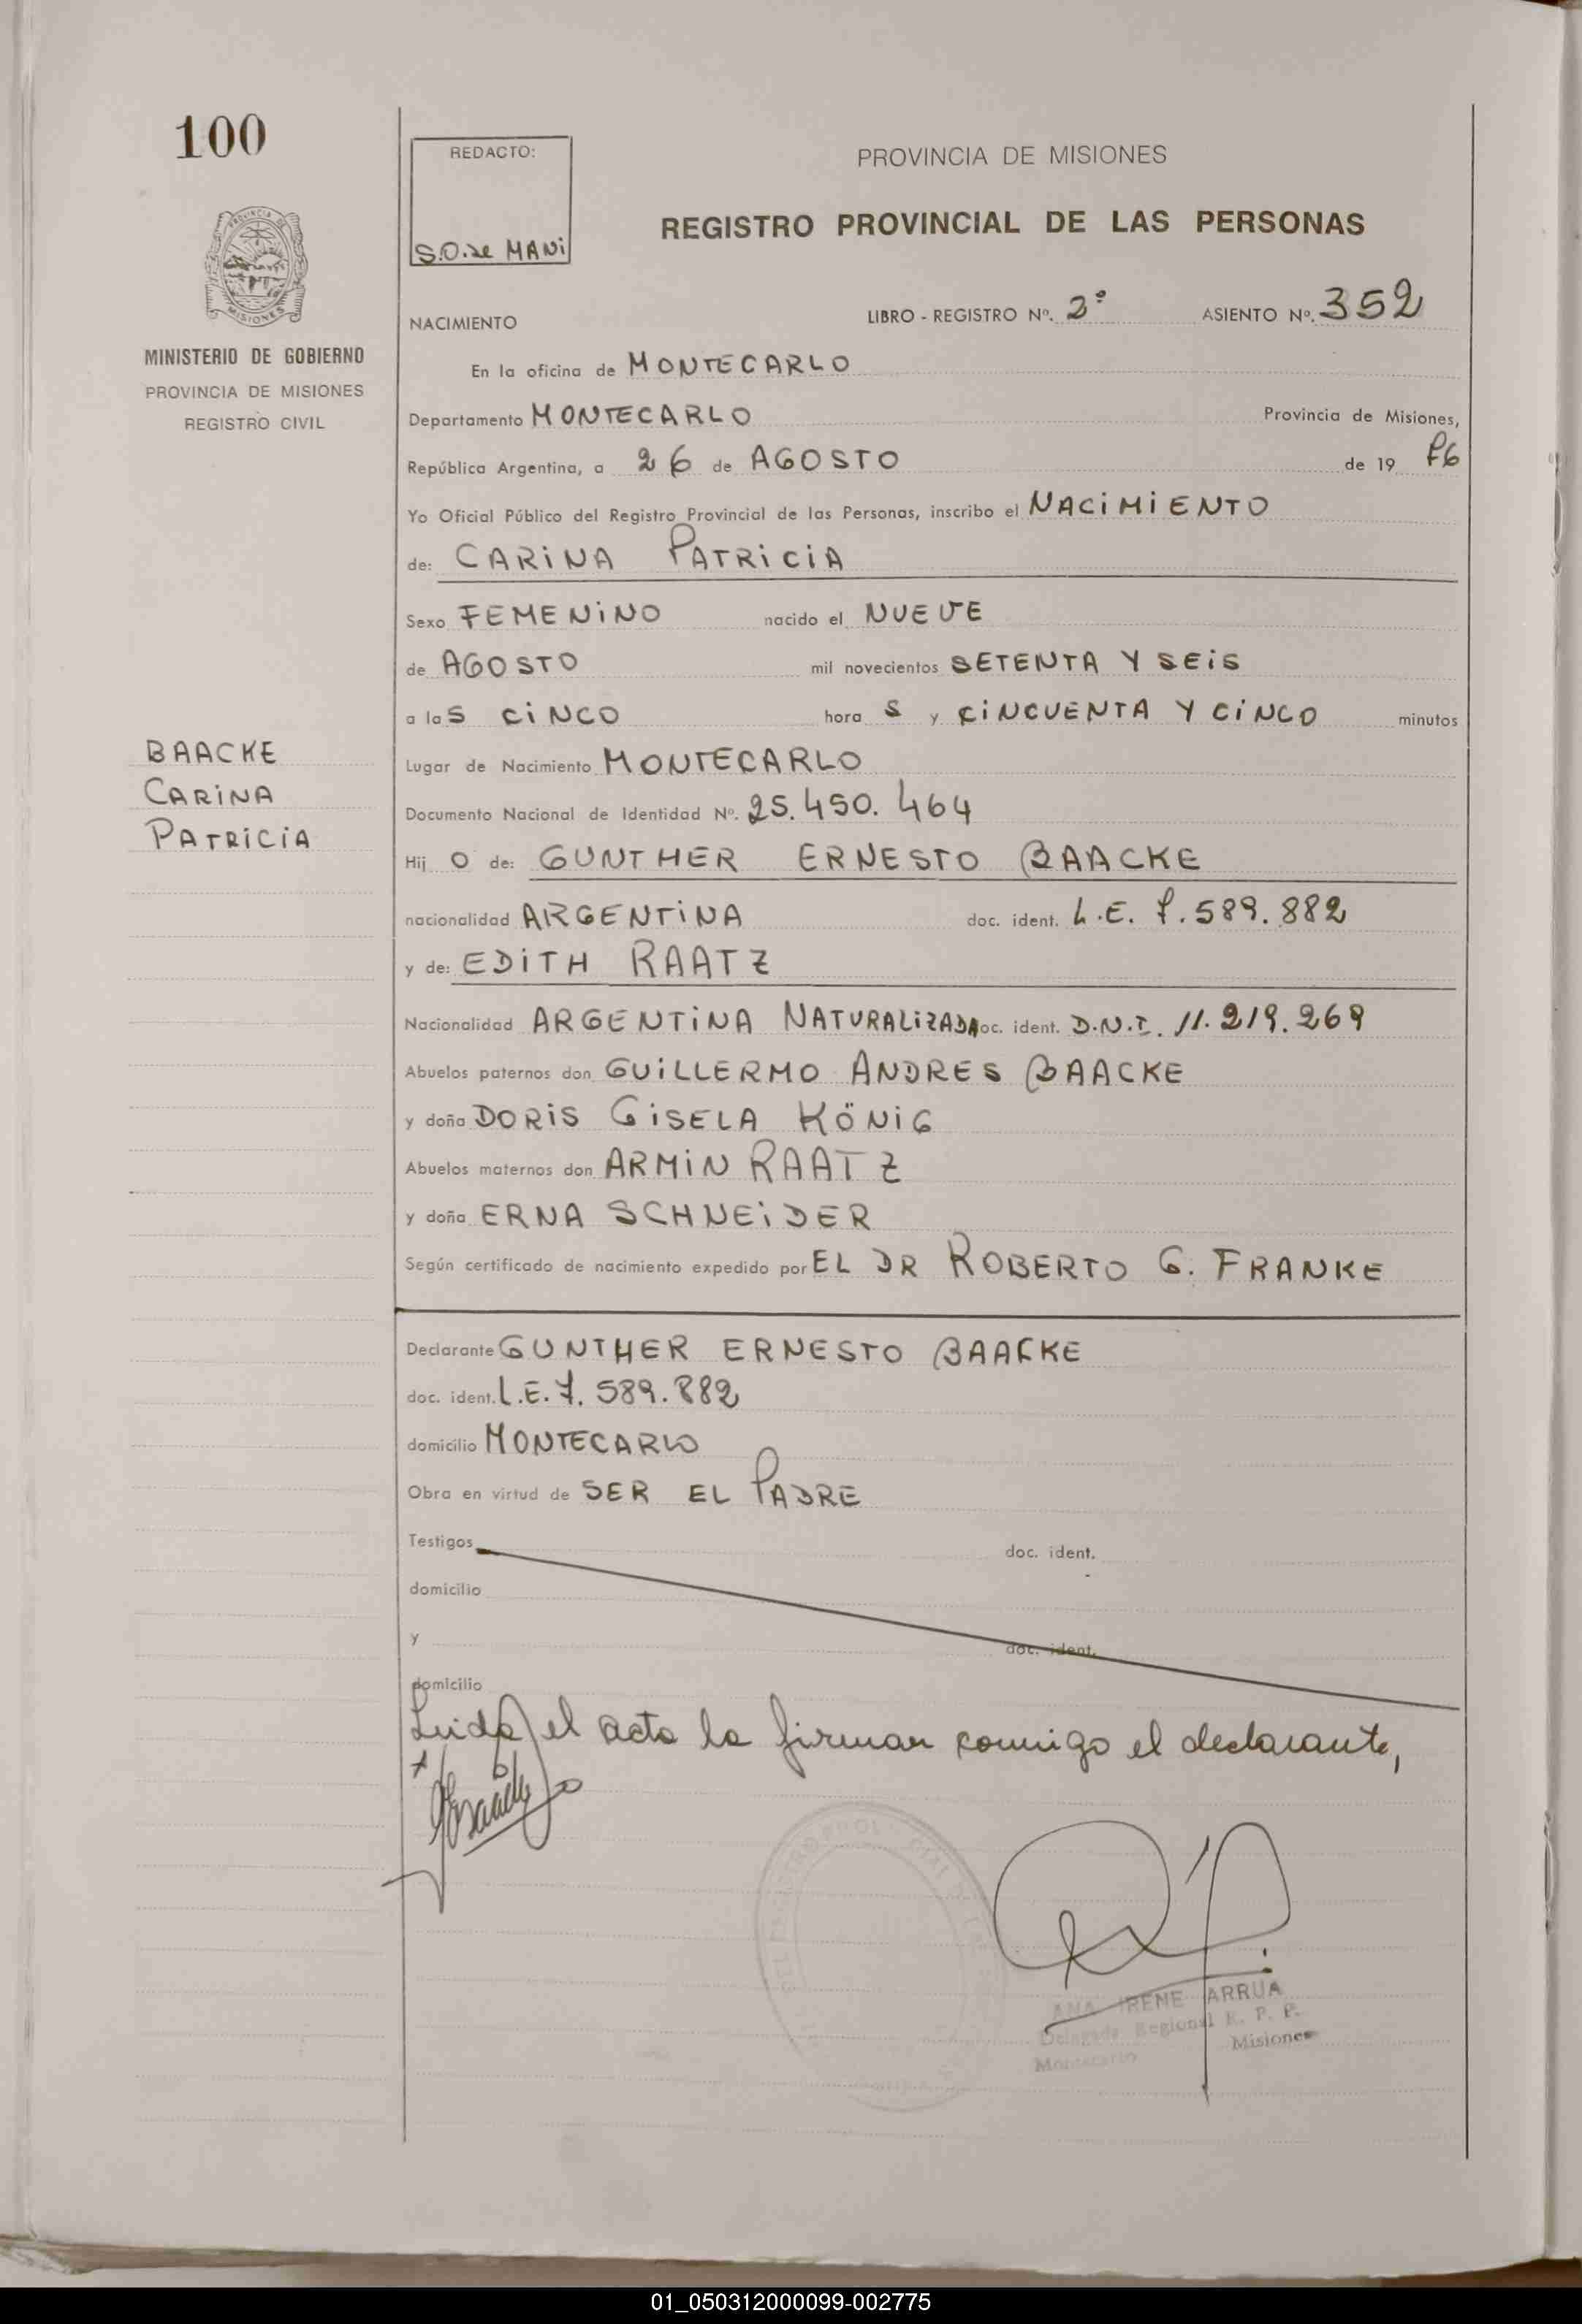 100
REDACTO:
S.O. de MANi
PROVINCIA DE MISIONES
REGISTRO PROVINCIAL DE LAS PERSONAS
MINISTERIO DE GOBIERNO
PROVINCIA DE MISIONES
REGISTRO CIVIL
NACIMIENTO
LIBRO - REGISTRO Nº. 2º ASIENTO Nº. 352
En la oficina de MONTECARLO
Departamento MONTECARLO Provincia de Misiones,
República Argentina, a 26 de AGOSTO de 19 76
Yo Oficial Público del Registro Provincial de las Personas, inscribo el NACiMiENTO
de: CARiNA PATRiCiA
Sexo FEMENiNO nacido el NUEVE
de AGOSTO mil novecientos SETENTA Y SEiS
a las CiNCO hora S y CiNCUENTA Y CiNCO minutos
BAACKE
CARiNA
PATRiCiA
Lugar de Nacimiento MONTECARLO
Documento Nacional de Identidad Nº. 25.450.464
Hij O de: GUNTHER ERNESTO BAACKE
nacionalidad ARGENTiNA doc. ident. L.E. 7.589.882
y de: EDiTH RAATZ
Nacionalidad ARGENTiNA NATURALiZADA doc. ident. D.N.I. 11.219.269
Abuelos paternos don GUiLLERMO ANDRES BAACKE
y doña DORiS GiSELA KÖNiG
Abuelos maternos don ARMiN RAATZ
y doña ERNA SCHNEiDER
Según certificado de nacimiento expedido por EL DR ROBERTO G. FRANKE
Declarante GUNTHER ERNESTO BAACKE
doc. ident. L.E. 7.589.882
domicilio MONTECARLO
Obra en virtud de SER EL PADRE
Testigos doc. ident.
domicilio
y doc. ident.
domicilio
Leida el acta la firman conmigo el declarante,
ANA IRENE ARRUA
Delegada Regional R. P. P.
Montecarlo Misiones
01_050312000099-002775